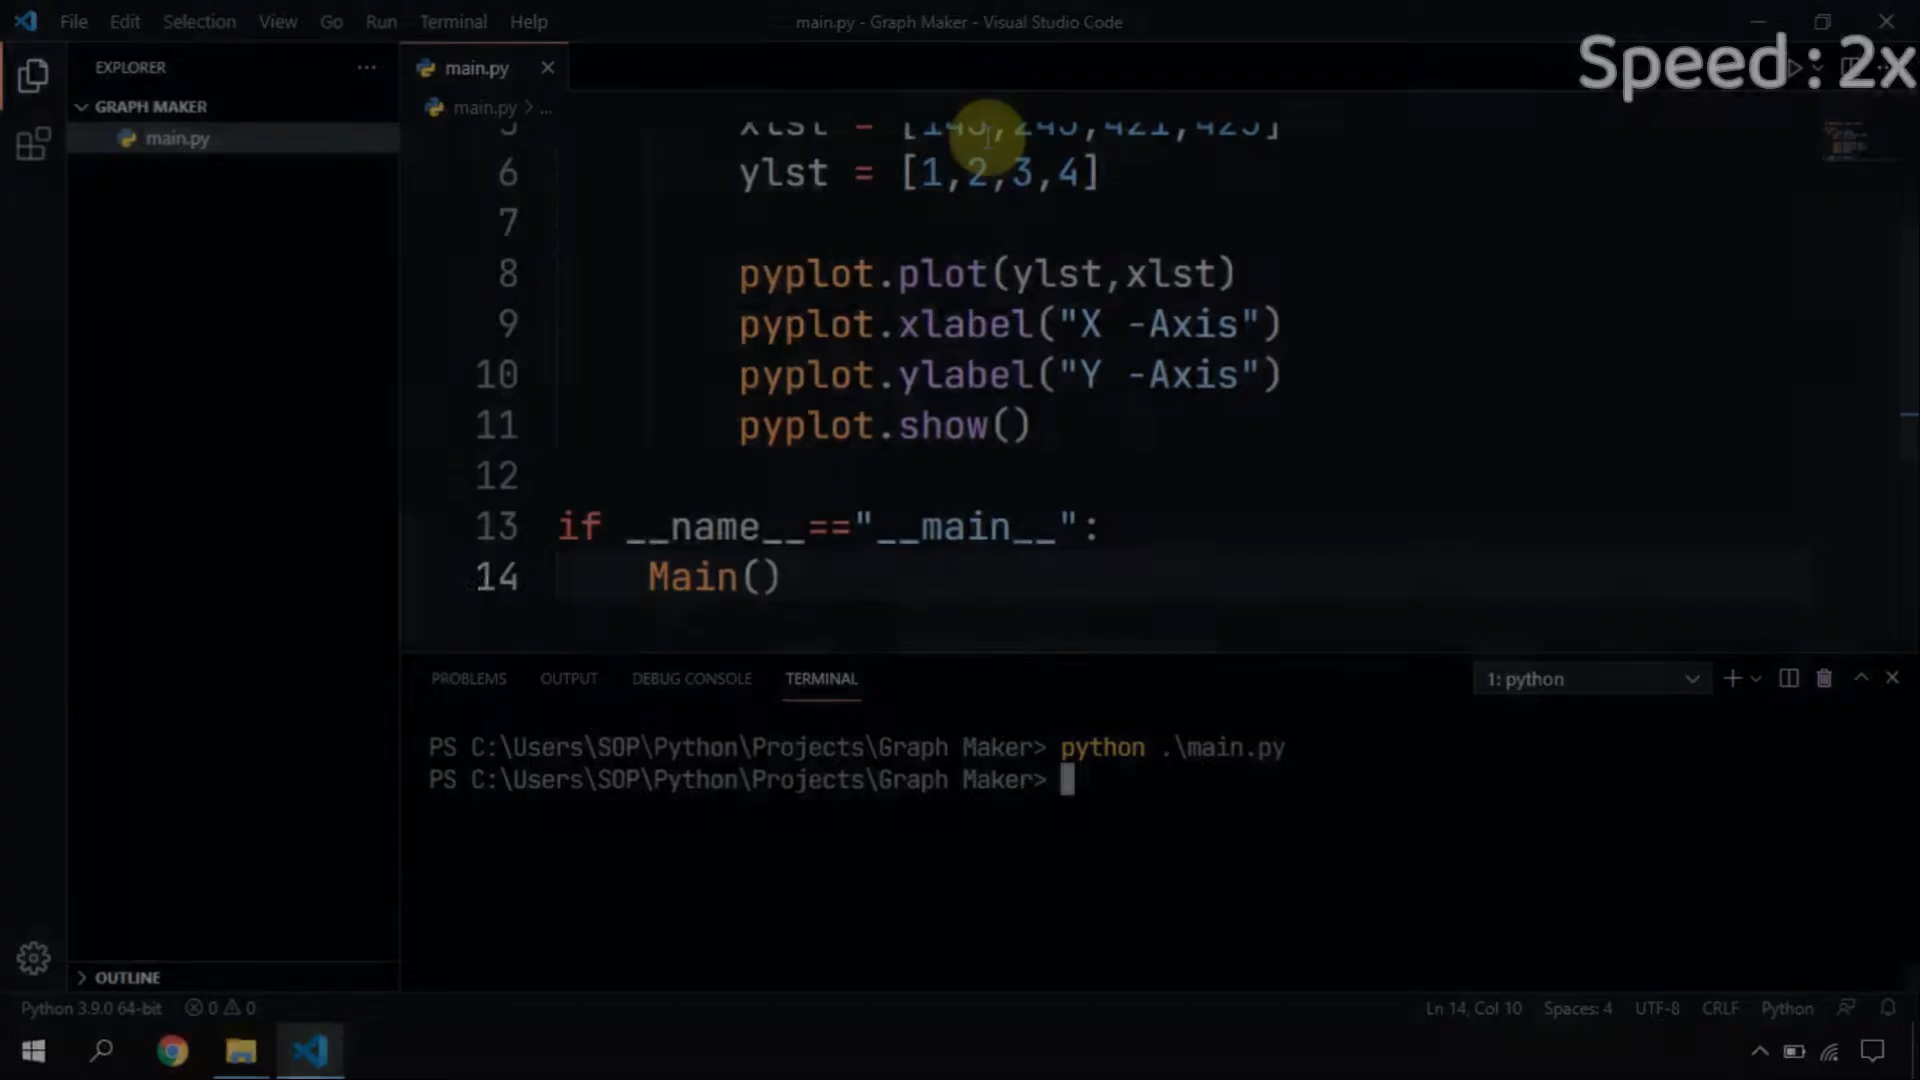 File Edit Selection View Go Run Terminal Help
main.py - Graph Maker - Visual Studio Code
Speed : 2x
EXPLORER
main.py
GRAPH MAKER
main.py
main.py > ...
6 ylst = [1,2,3,4]
7
8 pyplot.plot(ylst,xlst)
9 pyplot.xlabel("X -Axis")
10 pyplot.ylabel("Y -Axis")
11 pyplot.show()
12
13 if __name__=="__main__":
14 Main()
PROBLEMS OUTPUT DEBUG CONSOLE TERMINAL
1: python
PS C:\Users\SOP\Python\Projects\Graph Maker> python .\main.py
PS C:\Users\SOP\Python\Projects\Graph Maker>
OUTLINE
Python 3.9.0 64-bit 0 0
Ln 14, Col 10 Spaces: 4 UTF-8 CRLF Python